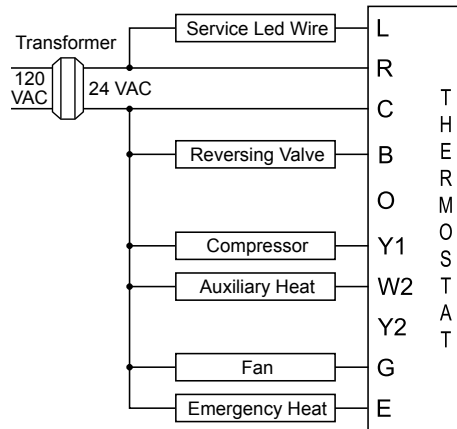 Service Led Wire L
Transformer
R
120
VAC
24 VAC
C
Reversing Valve B
O
Compressor Y1
Auxiliary Heat W2
Y2
Fan G
Emergency Heat E
THERMOSTAT